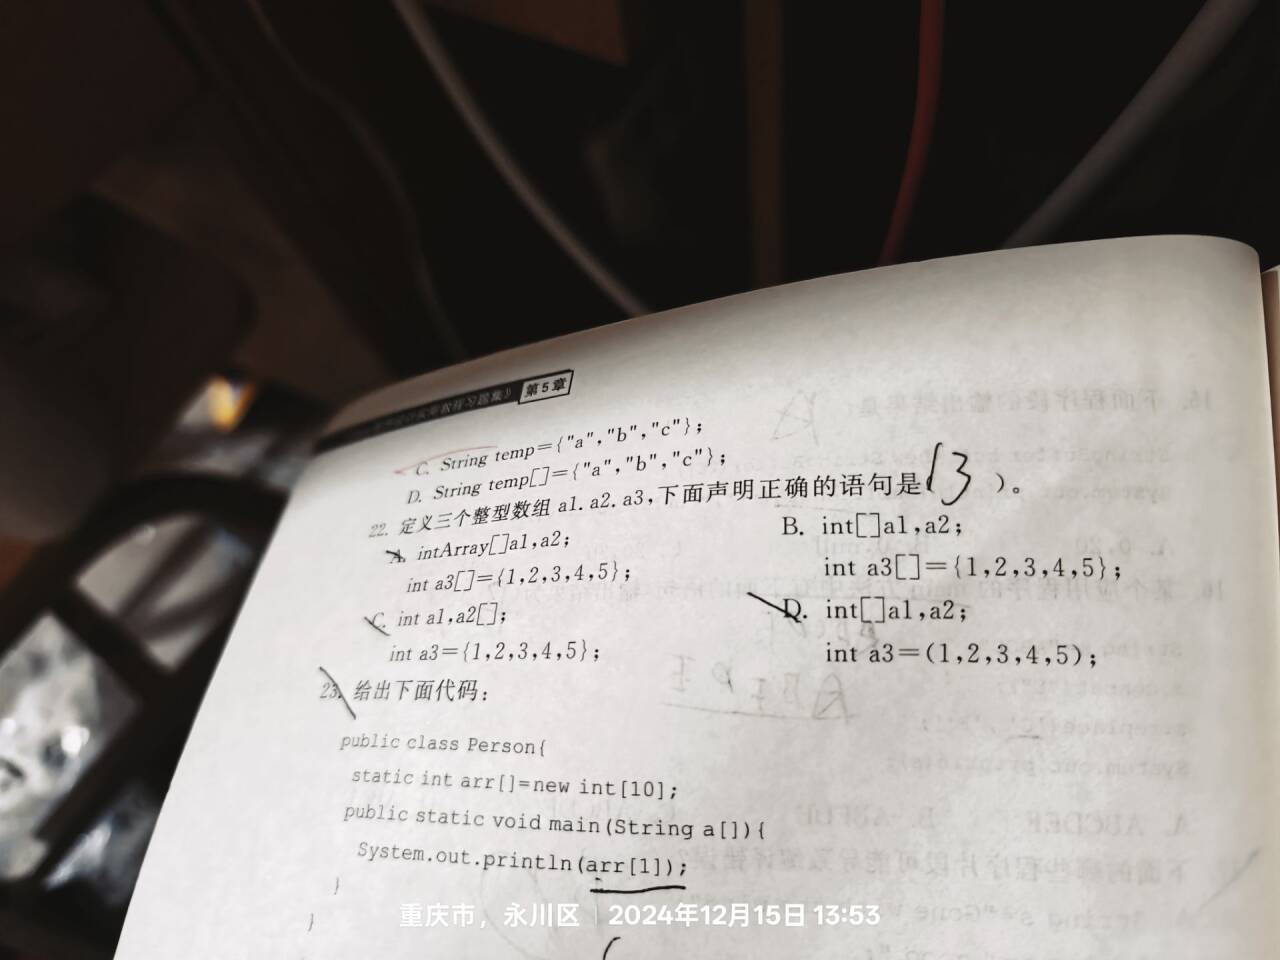 教程习题集》 第5章
C. String temp={"a","b","c"};
D. String temp[]={"a","b","c"};
22. 定义三个整型数组 a1. a2. a3,下面声明正确的语句是(B )。
A. intArray[]a1,a2;
int a3[]={1,2,3,4,5};
B. int[]a1,a2;
int a3[]={1,2,3,4,5};
C. int a1,a2[];
int a3={1,2,3,4,5};
D. int[]a1,a2;
int a3=(1,2,3,4,5);
23. 给出下面代码:
public class Person{
static int arr[]=new int[10];
public static void main(String a[]){
System.out.println(arr[1]);
}
}
重庆市，永川区 2024年12月15日 13:53